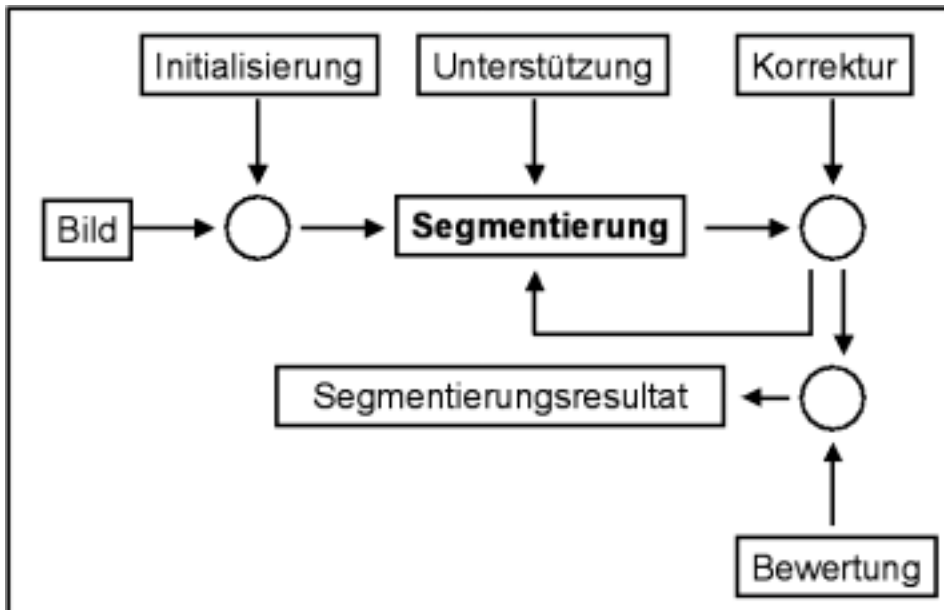 Initialisierung
Unterstützung
Korrektur
Bild
Segmentierung
Segmentierungsresultat
Bewertung